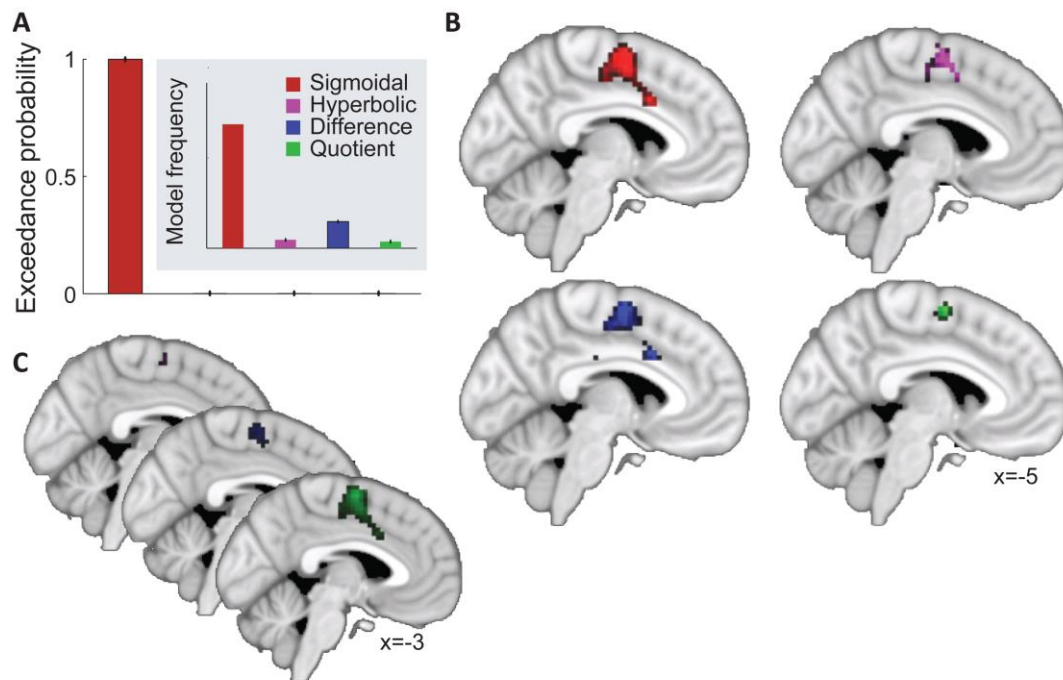 A
Exceedance probability
1
0.5
0
Model frequency
Sigmoidal
Hyperbolic
Difference
Quotient
B
x=-5
C
x=-3